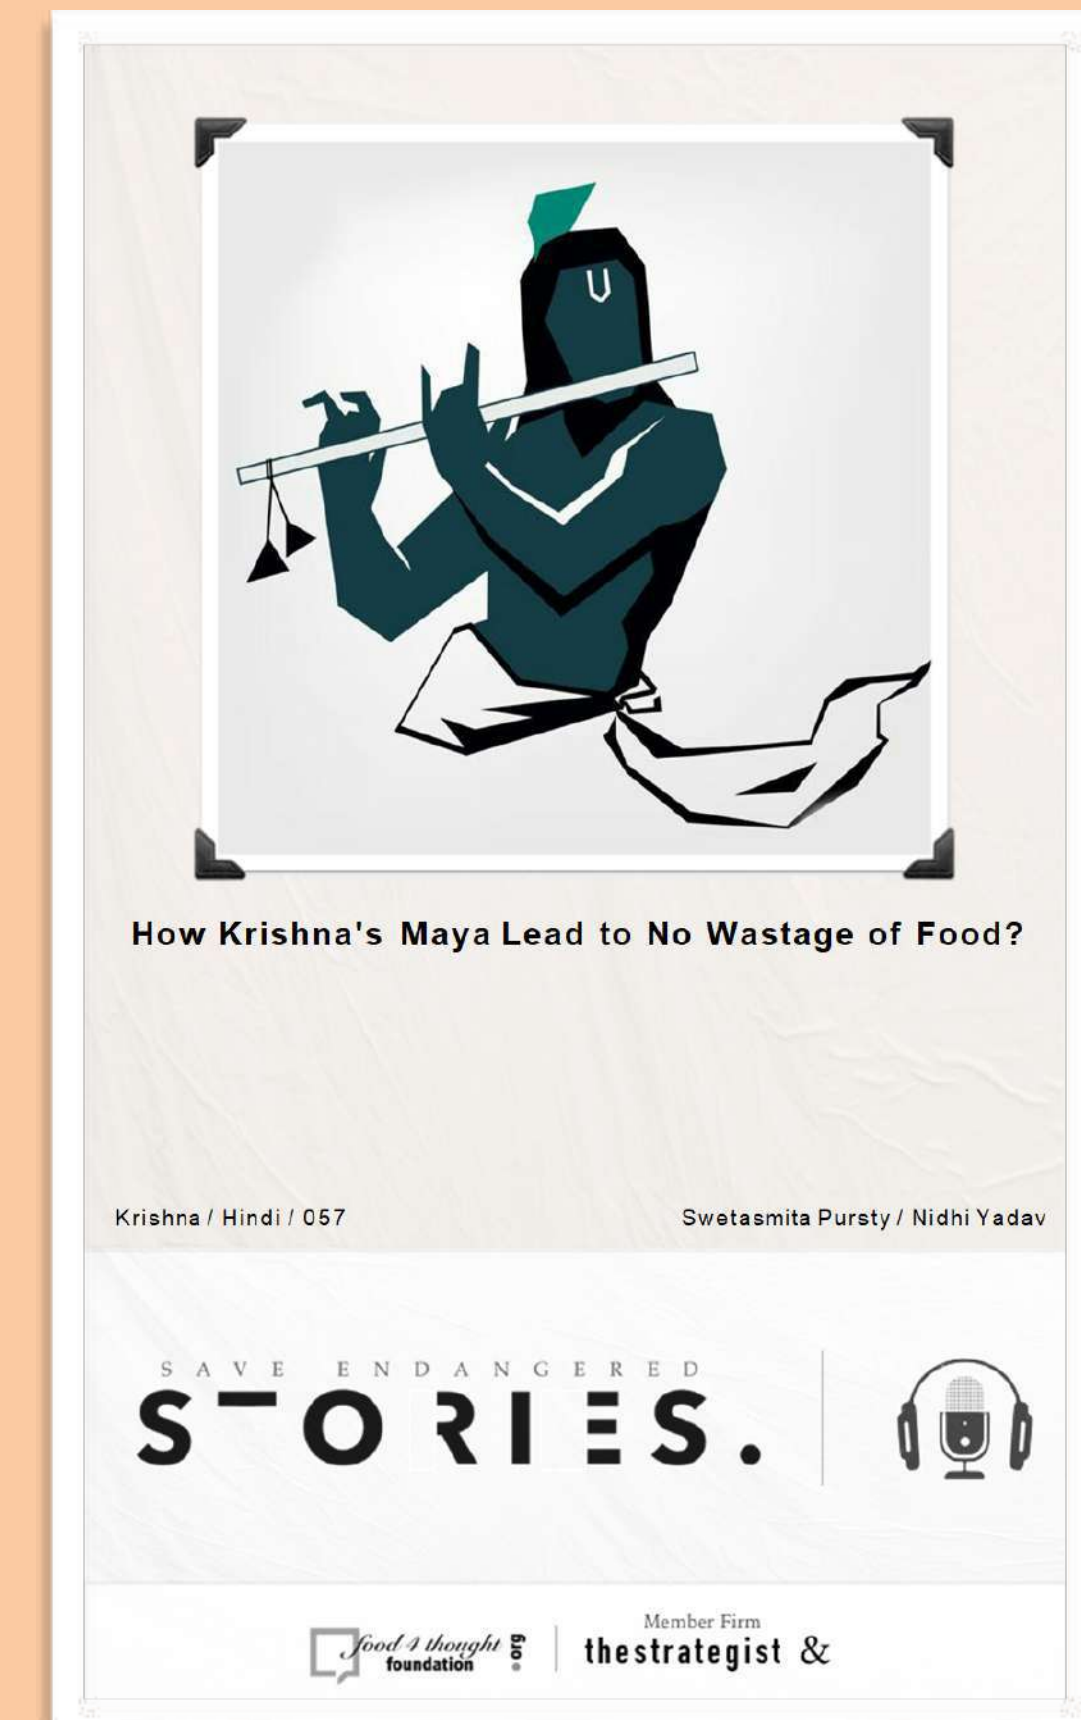 How Krishna's Maya Lead to No Wastage of Food?
Krishna / Hindi / 057
Swetasmita Pursty / Nidhi Yadav
SAVE ENDANGERED
STORIES.
food 4 thought
foundation
.org
Member Firm
thestrategist &